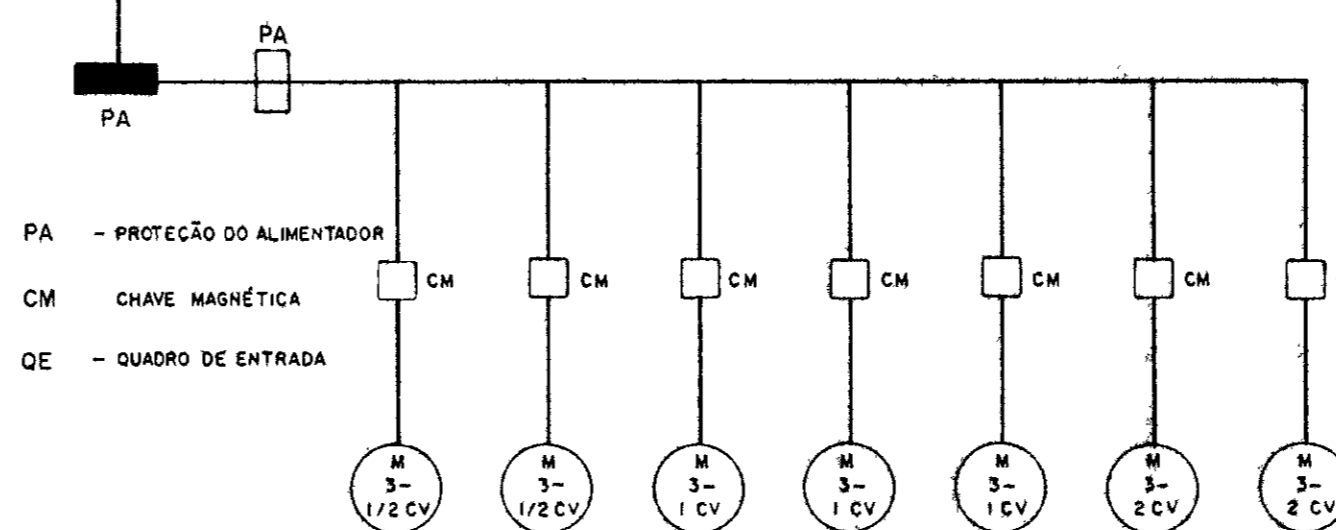 PA
PA
PA - PROTEÇÃO DO ALIMENTADOR
CM CHAVE MAGNÉTICA
QE - QUADRO DE ENTRADA
CM CM CM CM CM CM
M M M M M M M
3~ 3~ 3~ 3~ 3~ 3~ 3~
1/2 CV 1/2 CV 1 CV 1 CV 1 CV 2 CV 2 CV